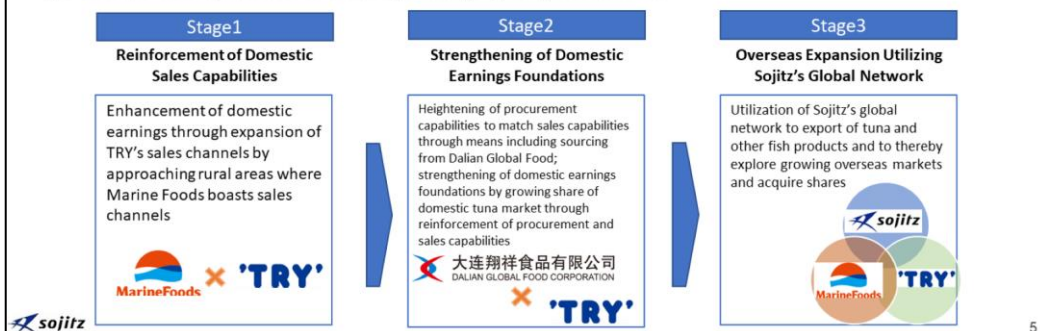 Stage1
Reinforcement of Domestic
Sales Capabilities
Enhancement of domestic
earnings through expansion of
TRY's sales channels by
approaching rural areas where
Marine Foods boasts sales
channels
MarineFoods × 'TRY'
Stage2
Strengthening of Domestic
Earnings Foundations
Heightening of procurement
capabilities to match sales capabilities
through means including sourcing
from Dalian Global Food;
strengthening of domestic earnings
foundations by growing share of
domestic tuna market through
reinforcement of procurement and
sales capabilities
大连翔祥食品有限公司
DALIAN GLOBAL FOOD CORPORATION
× 'TRY'
Stage3
Overseas Expansion Utilizing
Sojitz's Global Network
Utilization of Sojitz's global
network to export of tuna and
other fish products and to thereby
explore growing overseas markets
and acquire shares
sojitz
MarineFoods 'TRY'
sojitz
5